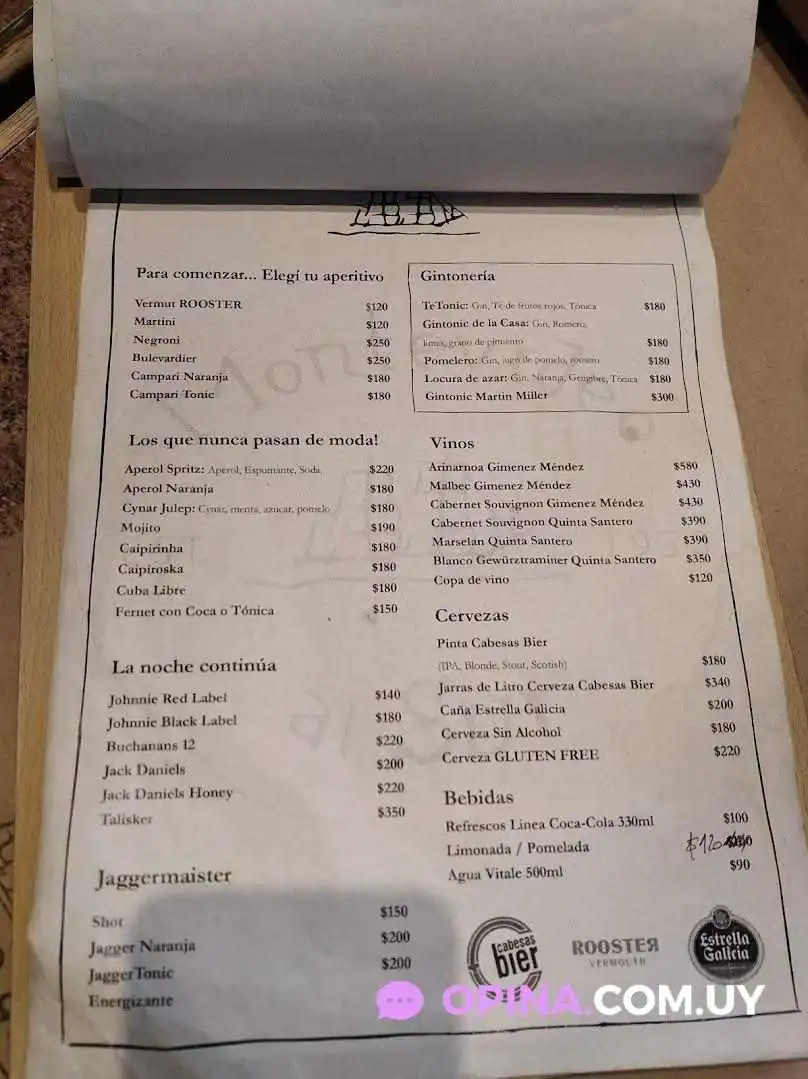 Para comenzar... Elegí tu aperitivo
Vermut ROOSTER $120
Martini $120
Negroni $250
Bulevardier $250
Campari Naranja $180
Campari Tonic $180
Los que nunca pasan de moda!
Aperol Spritz: Aperol, Espumante, Soda $220
Aperol Naranja $180
Cynar Julep: Cynar, menta, azucar, pomelo $180
Mojito $190
Caipirinha $180
Caipiroska $180
Cuba Libre $180
Fernet con Coca o Tónica $150
La noche continúa
Johnnie Red Label $140
Johnnie Black Label $180
Buchanans 12 $220
Jack Daniels $200
Jack Daniels Honey $220
Talisker $350
Jaggermaister
Shot $150
Jagger Naranja $200
JaggerTonic $200
Energizante
Gintonería
TeTonic: Gin, Té de frutos rojos, Tónica $180
Gintonic de la Casa: Gin, Romero,
lima, grano de pimiento $180
Pomelero: Gin, jugo de pomelo, romero $180
Locura de azar: Gin, Naranja, Gengibre, Tónica $180
Gintonic Martin Miller $300
Vinos
Arinarnoa Gimenez Méndez $580
Malbec Gimenez Méndez $430
Cabernet Souvignon Gimenez Méndez $430
Cabernet Souvignon Quinta Santero $390
Marselan Quinta Santero $390
Blanco Gewürztraminer Quinta Santero $350
Copa de vino $120
Cervezas
Pinta Cabesas Bier
(IPA, Blonde, Stout, Scotish) $180
Jarras de Litro Cerveza Cabesas Bier $340
Caña Estrella Galicia $200
Cerveza Sin Alcohol $180
Cerveza GLUTEN FREE $220
Bebidas
Refrescos Linea Coca-Cola 330ml $100
Limonada / Pomelada $120
Agua Vitale 500ml $90
cabesas
bier
ROOSTER
VERMOUTH
Estrella
Galicia
OPINA.COM.UY